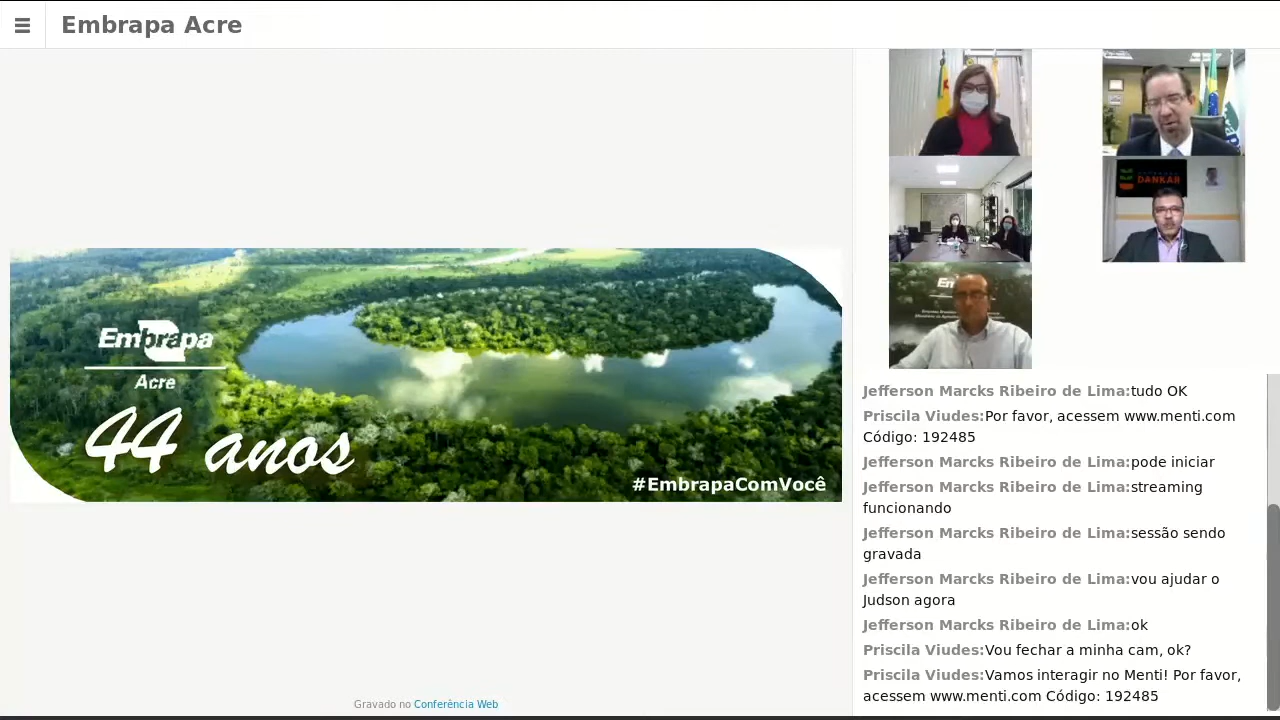 Embrapa Acre
DANKAR
Embrapa
Acre
44 anos
#EmbrapaComVocê
Jefferson Marcks Ribeiro de Lima:tudo OK
Priscila Viudes:Por favor, acessem www.menti.com
Código: 192485
Jefferson Marcks Ribeiro de Lima:pode iniciar
Jefferson Marcks Ribeiro de Lima:streaming
funcionando
Jefferson Marcks Ribeiro de Lima:sessão sendo
gravada
Jefferson Marcks Ribeiro de Lima:vou ajudar o
Judson agora
Jefferson Marcks Ribeiro de Lima:ok
Priscila Viudes:Vou fechar a minha cam, ok?
Priscila Viudes:Vamos interagir no Menti! Por favor,
acessem www.menti.com Código: 192485
Gravado no Conferência Web